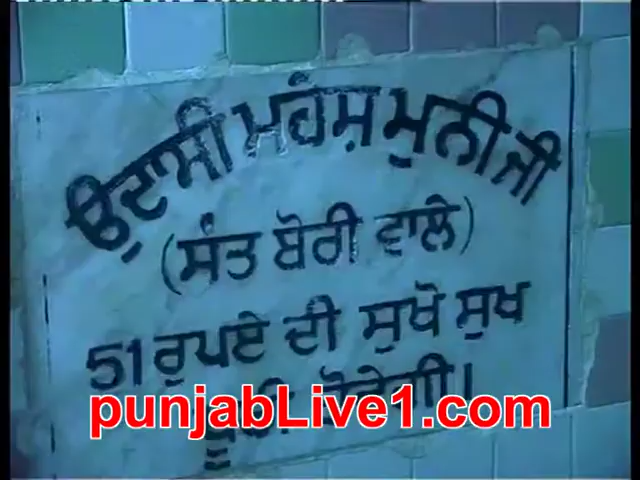 ਉਦਾਸੀ ਮਹੇਸ਼ ਮੁਨੀ ਜੀ
(ਸੰਤ ਬੋਰੀ ਵਾਲੇ)
51 ਰੁਪਏ ਦੀ ਸੁਖੋ ਸੁਖ
ਹੋਵੇਗੀ।
punjabLive1.com